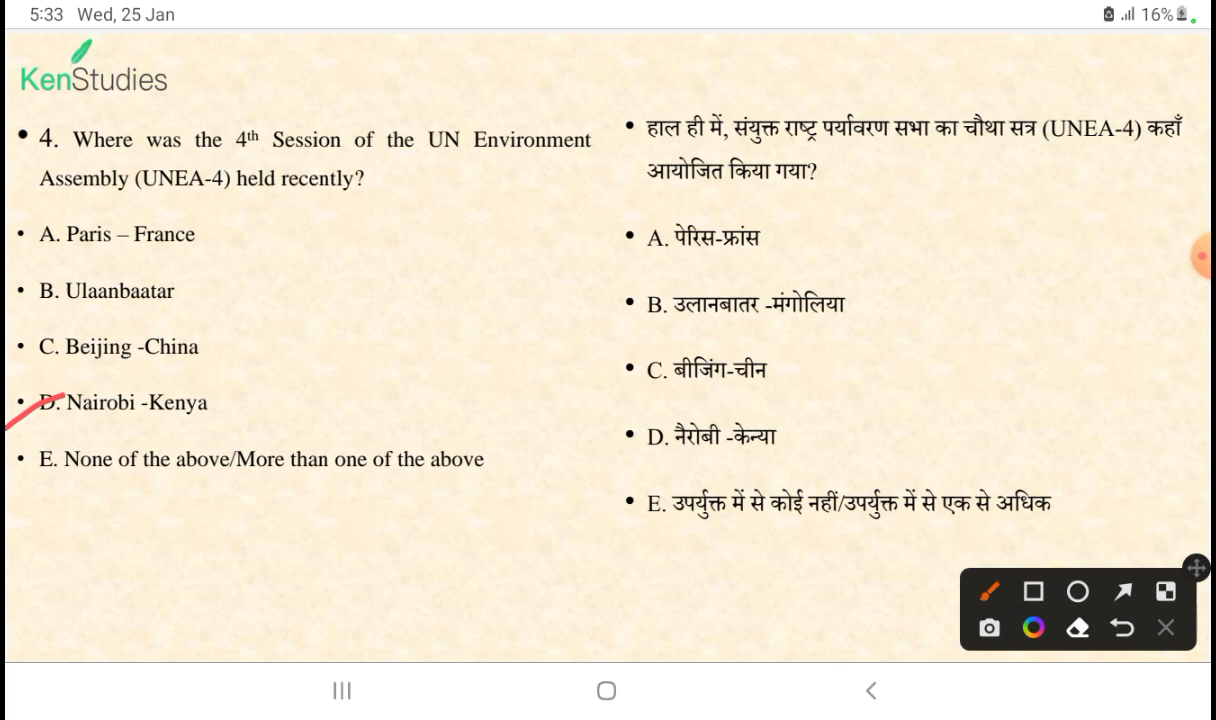 5:33 Wed, 25 Jan
16%
KenStudies
• 4. Where was the 4th Session of the UN Environment
Assembly (UNEA-4) held recently?
• A. Paris – France
• B. Ulaanbaatar
• C. Beijing -China
• D. Nairobi -Kenya
• E. None of the above/More than one of the above
• हाल ही में, संयुक्त राष्ट्र पर्यावरण सभा का चौथा सत्र (UNEA-4) कहाँ
आयोजित किया गया?
• A. पेरिस-फ्रांस
• B. उलानबातर -मंगोलिया
• C. बीजिंग-चीन
• D. नैरोबी -केन्या
• E. उपर्युक्त में से कोई नहीं/उपर्युक्त में से एक से अधिक